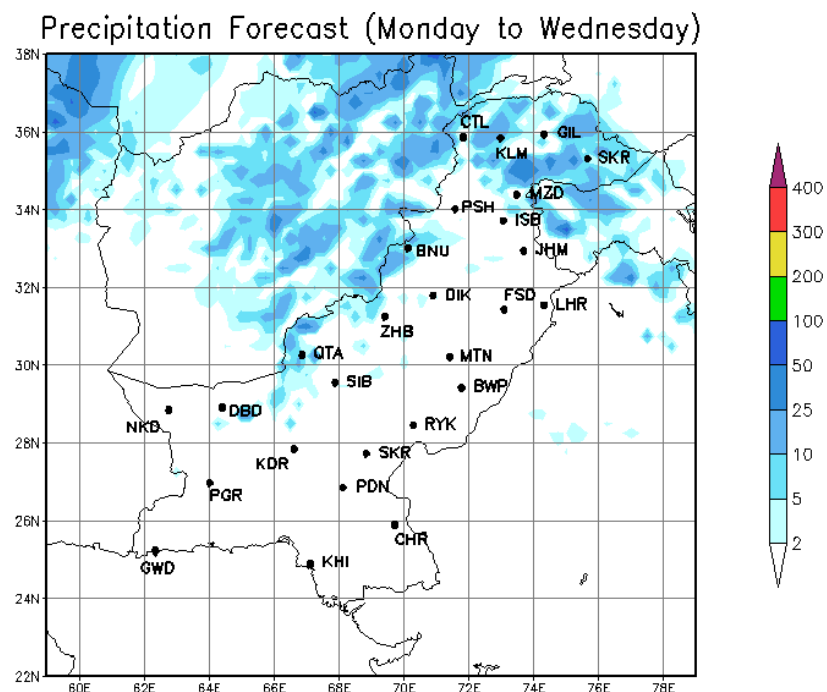 Precipitation Forecast (Monday to Wednesday)
38N
36N
34N
32N
30N
28N
26N
24N
22N
CTL
GIL
KLM
SKR
MZD
PSH
ISB
BNU
JHM
DIK
FSD
LHR
ZHB
QTA
MTN
SIB
BWP
DBD
NKD
RYK
KDR
SKR
PGR
PDN
CHR
GWD
KHI
60E
62E
64E
66E
68E
70E
72E
74E
76E
78E
400
300
200
100
50
25
10
5
2